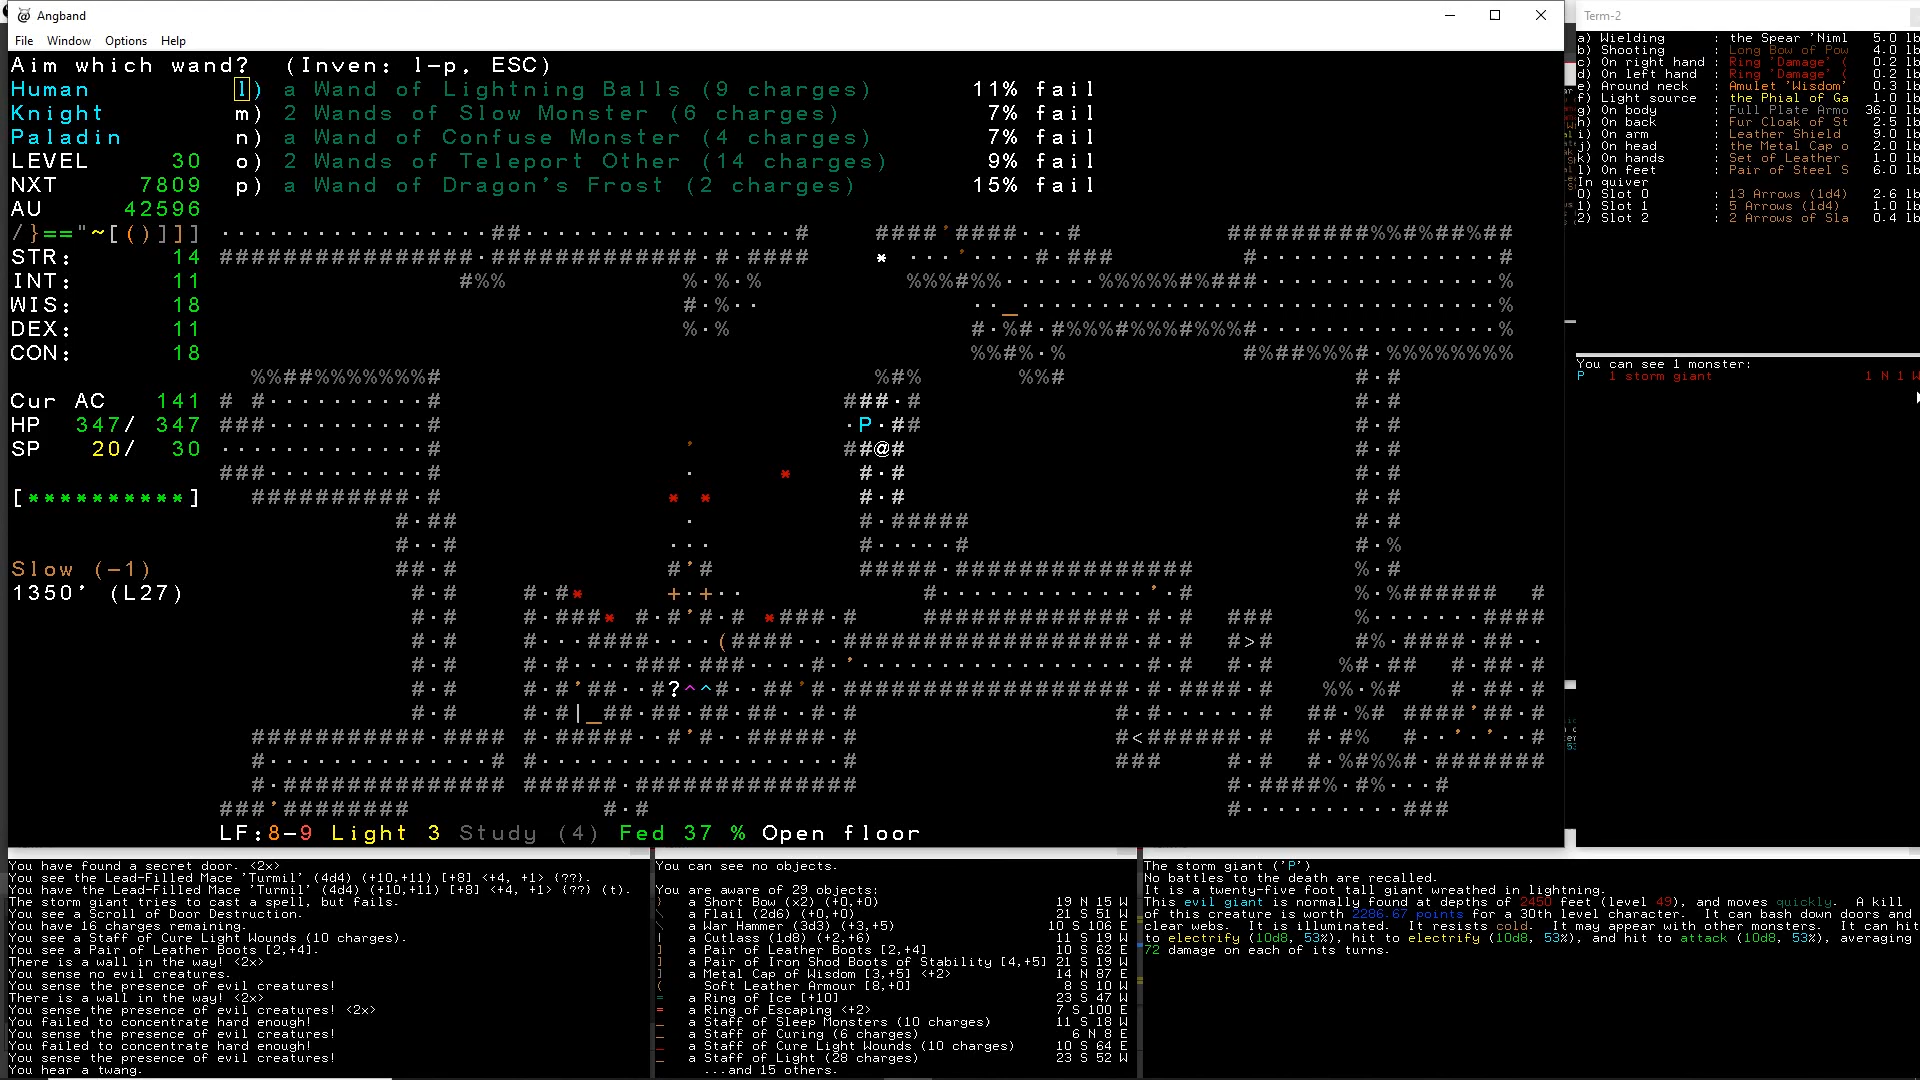 Angband
File Window Options Help
Aim which wand? (Inven: l-p, ESC)
Human l) a Wand of Lightning Balls (9 charges) 11% fail
Knight m) 2 Wands of Slow Monster (6 charges) 7% fail
Paladin n) a Wand of Confuse Monster (4 charges) 7% fail
LEVEL 30 o) 2 Wands of Teleport Other (14 charges) 9% fail
NXT 7809 p) a Wand of Dragon's Frost (2 charges) 15% fail
AU 42596
STR: 14
INT: 11
WIS: 18
DEX: 11
CON: 18
Cur AC 141
HP 347/ 347
SP 20/ 30
[**********]
Slow (-1)
1350' (L27)
LF:8-9 Light 3 Study (4) Fed 37 % Open floor
Term-2
a) Wielding : the Spear 'Niml 5.0 lb
b) Shooting : Long Bow of Pow 4.0 lb
c) On right hand : Ring 'Damage' ( 0.2 lb
d) On left hand : Ring 'Damage' ( 0.2 lb
e) Around neck : Amulet 'Wisdom' 0.3 lb
f) Light source : the Phial of Ga 1.0 lb
g) On body : Full Plate Armo 36.0 lb
h) On back : Fur Cloak of St 2.5 lb
i) On arm : Leather Shield 9.0 lb
j) On head : the Metal Cap o 2.0 lb
k) On hands : Set of Leather 1.0 lb
l) On feet : Pair of Steel S 6.0 lb
In quiver
0) Slot 0 : 13 Arrows (1d4) 2.6 lb
1) Slot 1 : 5 Arrows (1d4) 1.0 lb
2) Slot 2 : 2 Arrows of Sla 0.4 lb
You can see 1 monster:
P 1 storm giant 1 N 1 W
You have found a secret door. <2x>
You see the Lead-Filled Mace 'Turmil' (4d4) (+10,+11) [+8] <+4, +1> {??}.
You have the Lead-Filled Mace 'Turmil' (4d4) (+10,+11) [+8] <+4, +1> {??} (t).
The storm giant tries to cast a spell, but fails.
You see a Scroll of Door Destruction.
You have 16 charges remaining.
You see a Staff of Cure Light Wounds (10 charges).
You see a Pair of Leather Boots [2,+4].
There is a wall in the way! <2x>
You sense no evil creatures.
You sense the presence of evil creatures!
There is a wall in the way! <2x>
You sense the presence of evil creatures! <2x>
You failed to concentrate hard enough!
You sense the presence of evil creatures!
You failed to concentrate hard enough!
You sense the presence of evil creatures!
You hear a twang.
You can see no objects.
You are aware of 29 objects:
} a Short Bow (x2) (+0,+0) 19 N 15 W
\ a Flail (2d6) (+0,+0) 21 S 51 W
\ a War Hammer (3d3) (+3,+5) 10 S 106 E
| a Cutlass (1d8) (+2,+6) 11 S 19 W
] a Pair of Leather Boots [2,+4] 10 S 62 E
] a Pair of Iron Shod Boots of Stability [4,+5] 21 S 19 W
] a Metal Cap of Wisdom [3,+5] <+2> 14 N 87 E
( Soft Leather Armour [8,+0] 8 S 10 W
= a Ring of Ice [+10] 23 S 47 W
= a Ring of Escaping <+2> 7 S 100 E
_ a Staff of Sleep Monsters (10 charges) 11 S 18 W
_ a Staff of Curing (6 charges) 6 N 8 E
_ a Staff of Cure Light Wounds (10 charges) 10 S 64 E
_ a Staff of Light (28 charges) 23 S 52 W
...and 15 others.
The storm giant ('P')
No battles to the death are recalled.
It is a twenty-five foot tall giant wreathed in lightning.
This evil giant is normally found at depths of 2450 feet (level 49), and moves quickly. A kill
of this creature is worth 2286.67 points for a 30th level character. It can bash down doors and
clear webs. It is illuminated. It resists cold. It may appear with other monsters. It can hit
to electrify (10d8, 53%), hit to electrify (10d8, 53%), and hit to attack (10d8, 53%), averaging
72 damage on each of its turns.